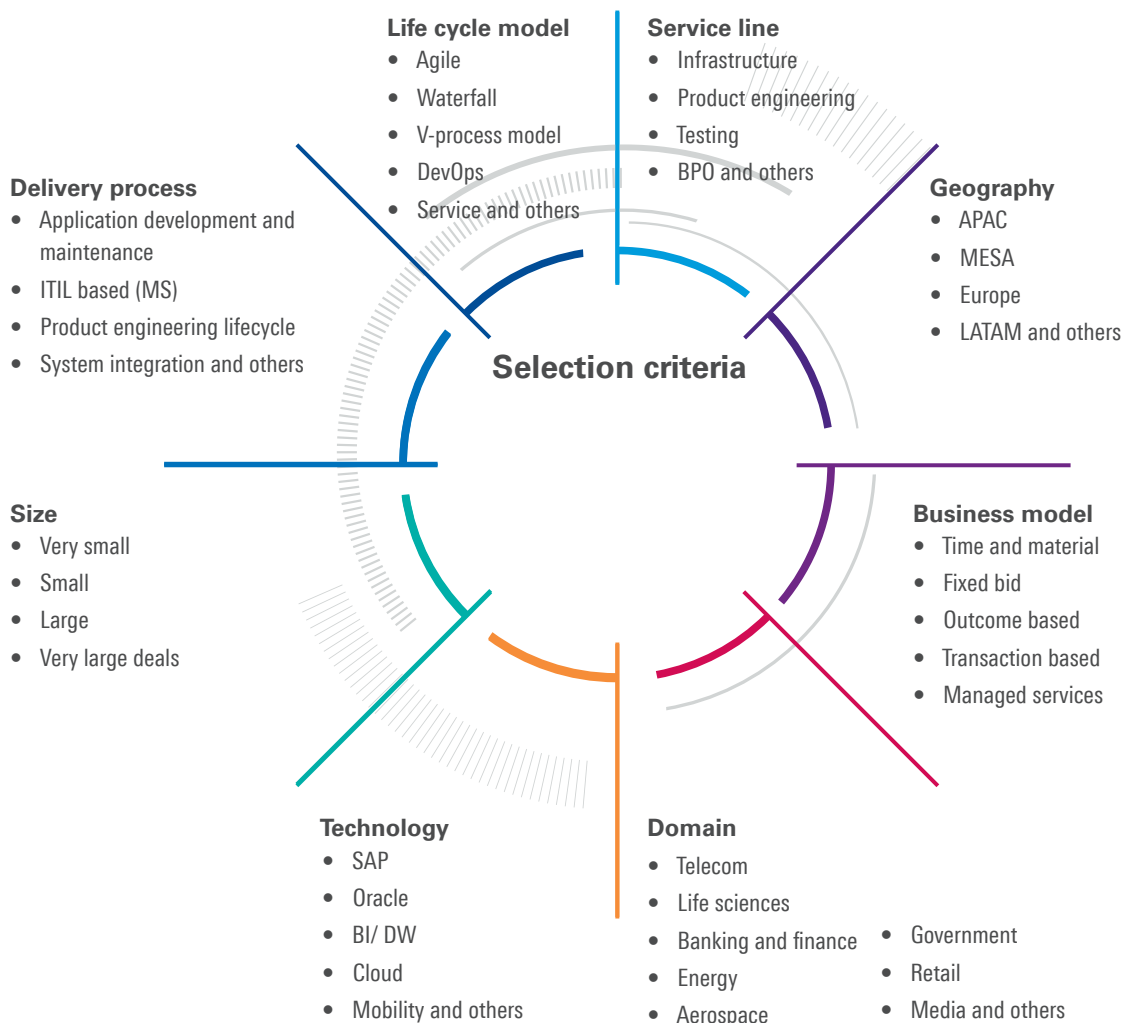 Life cycle model
• Agile
• Waterfall
• V-process model
• DevOps
• Service and others
Service line
• Infrastructure
• Product engineering
• Testing
• BPO and others
Delivery process
• Application development and
maintenance
• ITIL based (MS)
• Product engineering lifecycle
• System integration and others
Geography
• APAC
• MESA
• Europe
• LATAM and others
Selection criteria
Size
• Very small
• Small
• Large
• Very large deals
Business model
• Time and material
• Fixed bid
• Outcome based
• Transaction based
• Managed services
Technology
• SAP
• Oracle
• BI/ DW
• Cloud
• Mobility and others
Domain
• Telecom
• Life sciences
• Banking and finance
• Energy
• Aerospace
• Government
• Retail
• Media and others